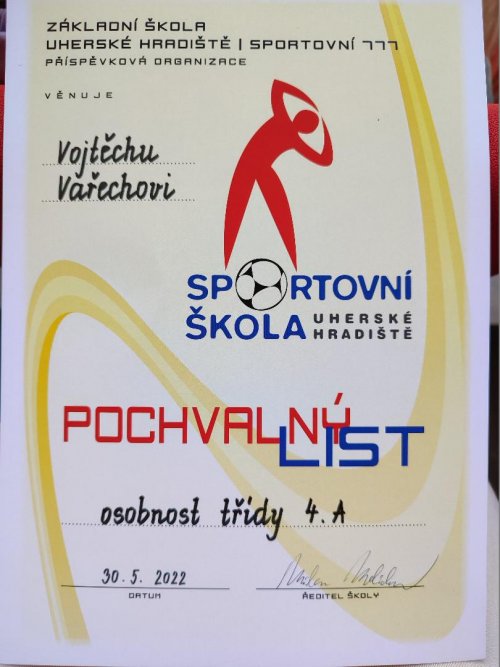 ZÁKLADNÍ ŠKOLA
UHERSKÉ HRADIŠTĚ | SPORTOVNÍ 777
PŘÍSPĚVKOVÁ ORGANIZACE
VĚNUJE
Vojtěchu
Vařechovi
SPORTOVNÍ
ŠKOLA UHERSKÉ HRADIŠTĚ
POCHVALNÝ
LIST
osobnost třídy 4.A
30.5.2022
DATUM
ŘEDITEL ŠKOLY